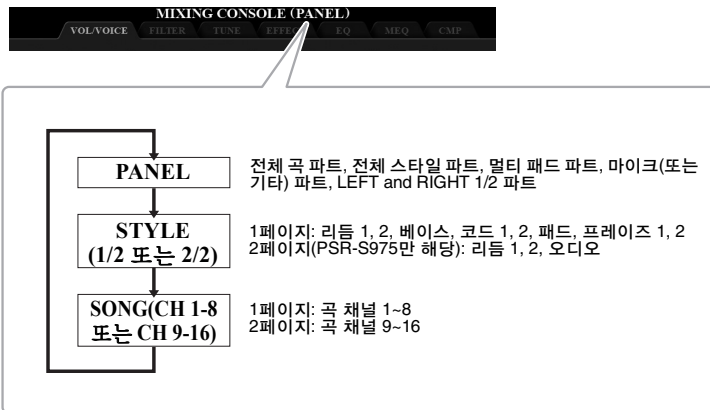 MIXING CONSOLE (PANEL)
VOL/VOICE FILTER TUNE EFFECT EQ MEQ CMP
PANEL
전체 곡 파트, 전체 스타일 파트, 멀티 패드 파트, 마이크(또는
기타) 파트, LEFT and RIGHT 1/2 파트
STYLE
(1/2 또는 2/2)
1페이지: 리듬 1, 2, 베이스, 코드 1, 2, 패드, 프레이즈 1, 2
2페이지(PSR-S975만 해당): 리듬 1, 2, 오디오
SONG(CH 1-8
또는 CH 9-16)
1페이지: 곡 채널 1~8
2페이지: 곡 채널 9~16